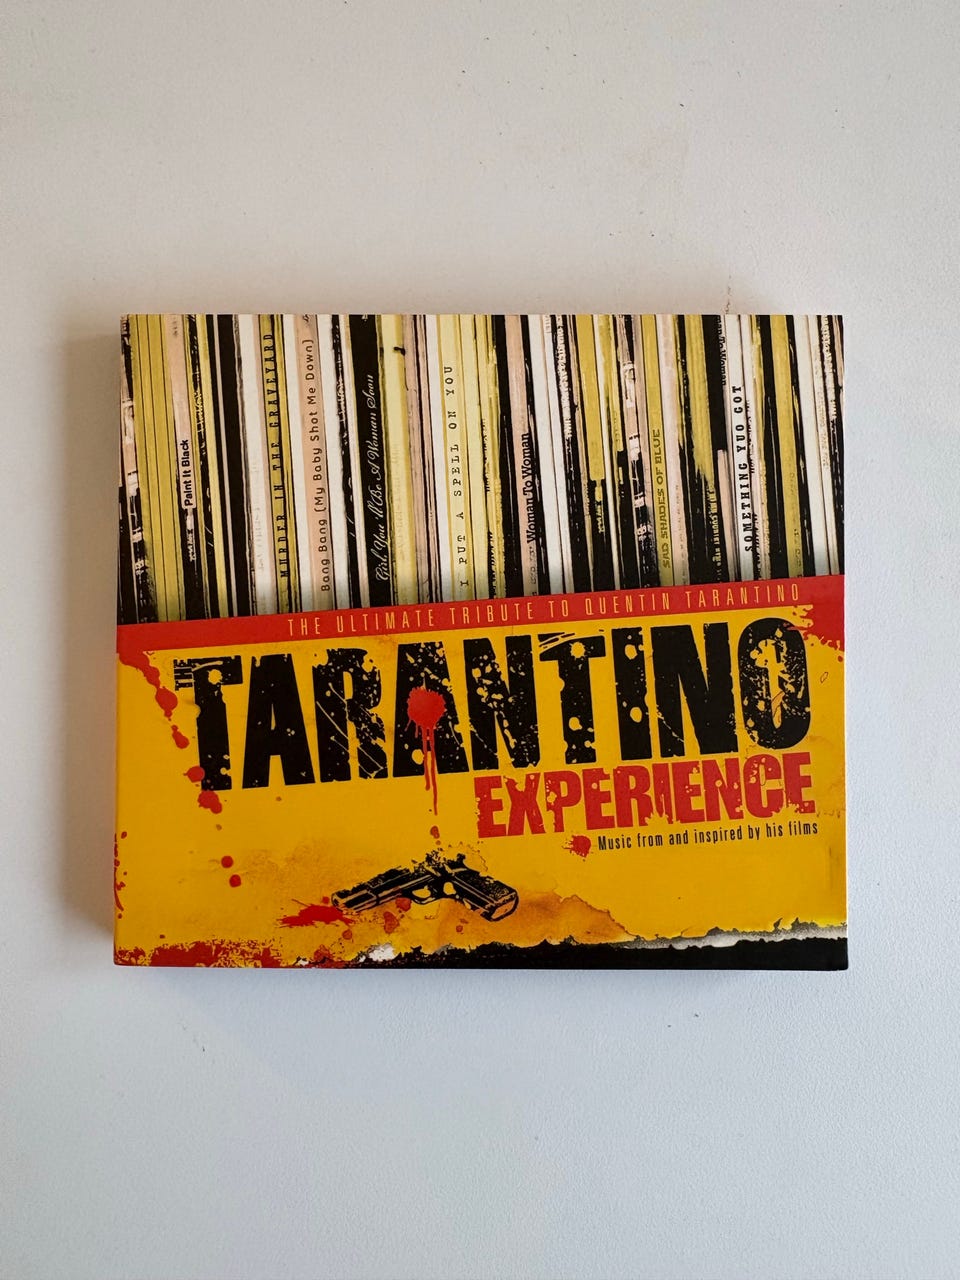 Paint It Black
MURDER IN THE GRAVEYARD
Bang Bang (My Baby Shot Me Down)
Girl You ill Be A Woman Soon
I PUT A SPELL ON YOU
Woman To Woman
SAD SHADES OF BLUE
SOMETHING YUO GOT
THE ULTIMATE TRIBUTE TO QUENTIN TARANTINO
THE
TARANTINO
EXPERIENCE
Music from and inspired by his films